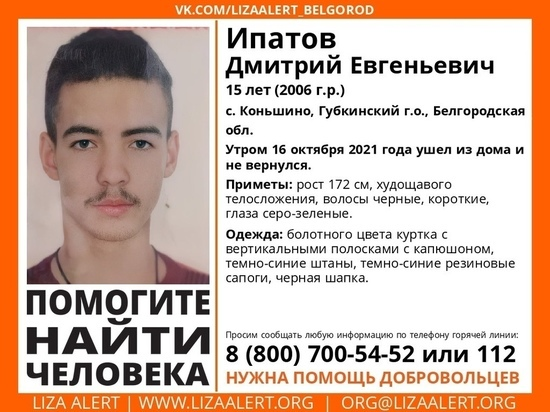 VK.COM/LIZAALERT_BELGOROD
Ипатов
Дмитрий Евгеньевич
15 лет (2006 г.р.)
с. Коньшино, Губкинский г.о., Белгородская
обл.
Утром 16 октября 2021 года ушел из дома и
не вернулся.
Приметы: рост 172 см, худощавого
телосложения, волосы черные, короткие,
глаза серо-зеленые.
Одежда: болотного цвета куртка с
вертикальными полосками с капюшоном,
темно-синие штаны, темно-синие резиновые
сапоги, черная шапка.
ПОМОГИТЕ
НАЙТИ
ЧЕЛОВЕКА
Просим сообщать любую информацию по телефону горячей линии:
8 (800) 700-54-52 или 112
НУЖНА ПОМОЩЬ ДОБРОВОЛЬЦЕВ
LIZA ALERT | WWW.LIZAALERT.ORG | ORG@LIZAALERT.ORG